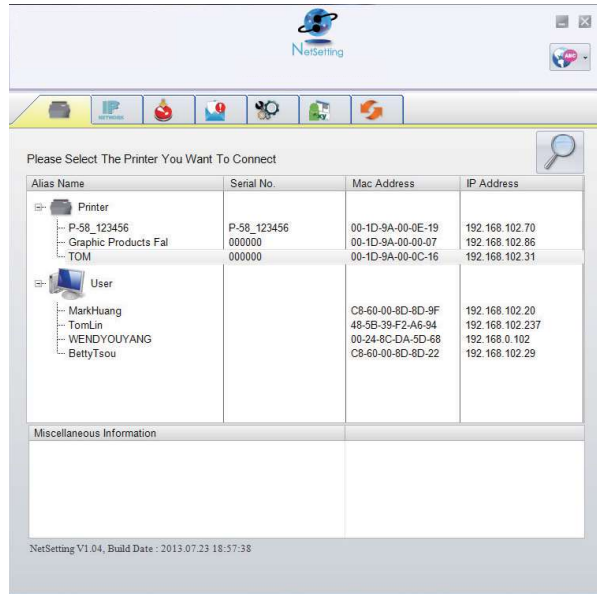 NetSetting
ABC
IP
NETWORK
Please Select The Printer You Want To Connect
Alias Name Serial No. Mac Address IP Address
Printer
P-58_123456 P-58_123456 00-1D-9A-00-0E-19 192.168.102.70
Graphic Products Fal 000000 00-1D-9A-00-00-07 192.168.102.86
TOM 000000 00-1D-9A-00-0C-16 192.168.102.31
User
MarkHuang C8-60-00-8D-8D-9F 192.168.102.20
TomLin 48-5B-39-F2-A6-94 192.168.102.237
WENDYOUYANG 00-24-8C-DA-5D-68 192.168.0.102
BettyTsou C8-60-00-8D-8D-22 192.168.102.29
Miscellaneous Information
NetSetting V1.04, Build Date : 2013.07.23 18:57:38